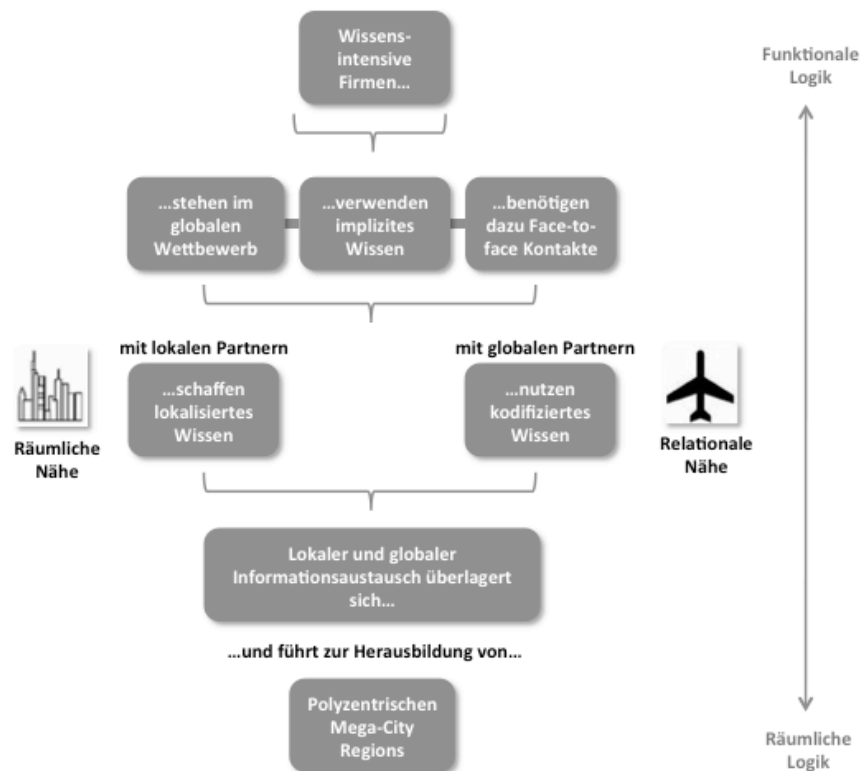 Wissens-
intensive
Firmen...
Funktionale
Logik
...stehen im
globalen
Wettbewerb
...verwenden
implizites
Wissen
...benötigen
dazu Face-to-
face Kontakte
mit lokalen Partnern
mit globalen Partnern
...schaffen
lokalisiertes
Wissen
...nutzen
kodifiziertes
Wissen
Räumliche
Nähe
Relationale
Nähe
Lokaler und globaler
Informationsaustausch überlagert
sich...
...und führt zur Herausbildung von...
Polyzentrischen
Mega-City
Regions
Räumliche
Logik